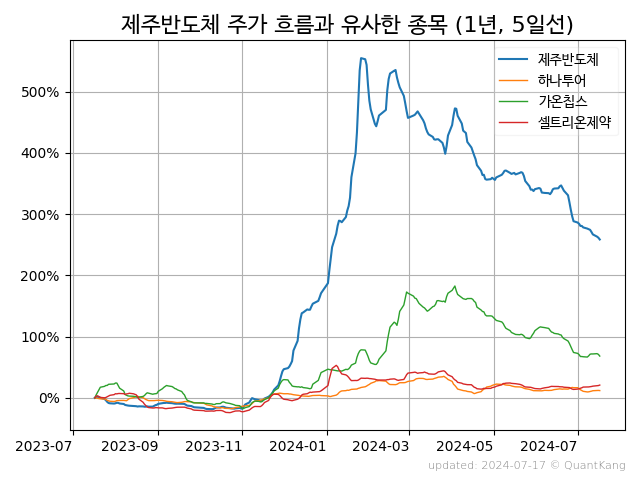 제주반도체 주가 흐름과 유사한 종목 (1년, 5일선)
제주반도체
하나투어
가온칩스
셀트리온제약
500%
400%
300%
200%
100%
0%
2023-07 2023-09 2023-11 2024-01 2024-03 2024-05 2024-07
updated: 2024-07-17 © QuantKang